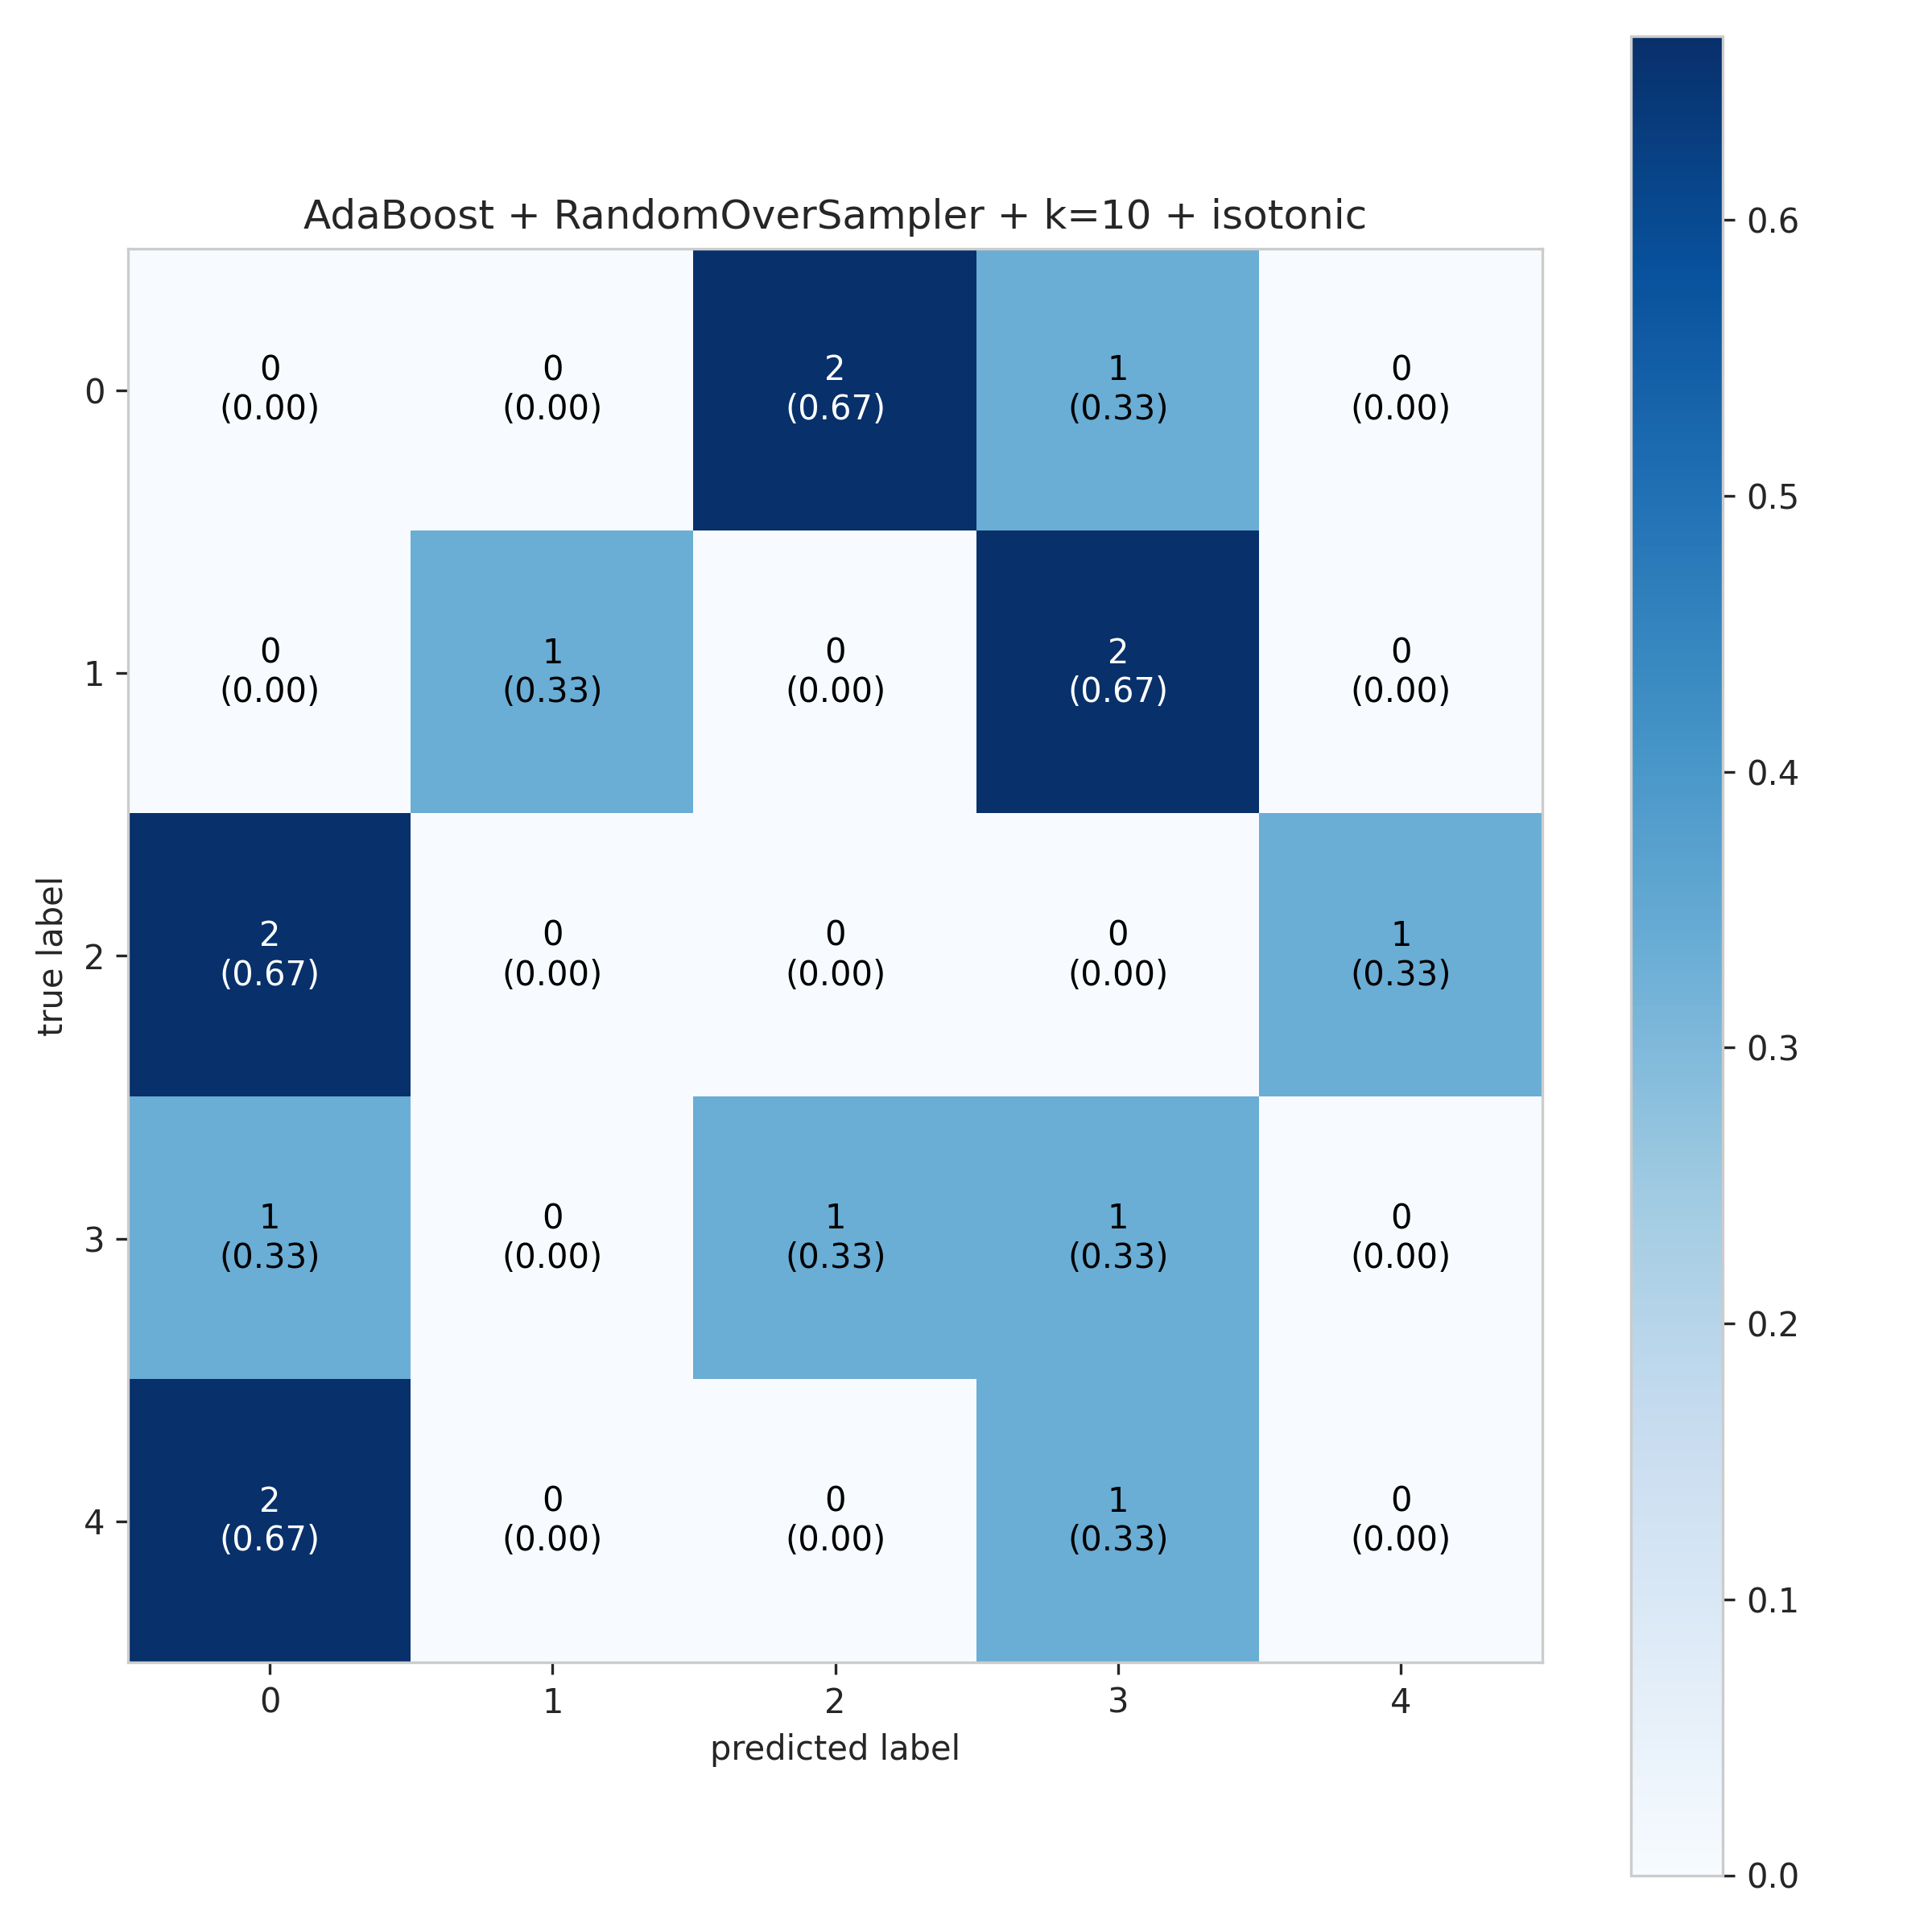 AdaBoost + RandomOverSampler + k=10 + isotonic
0 0 2 1 0
(0.00) (0.00) (0.67) (0.33) (0.00)
0
0 1 0 2 0
(0.00) (0.33) (0.00) (0.67) (0.00)
1
2 0 0 0 1
(0.67) (0.00) (0.00) (0.00) (0.33)
2
1 0 1 1 0
(0.33) (0.00) (0.33) (0.33) (0.00)
3
2 0 0 1 0
(0.67) (0.00) (0.00) (0.33) (0.00)
4
true label
0 1 2 3 4
predicted label
0.6
0.5
0.4
0.3
0.2
0.1
0.0